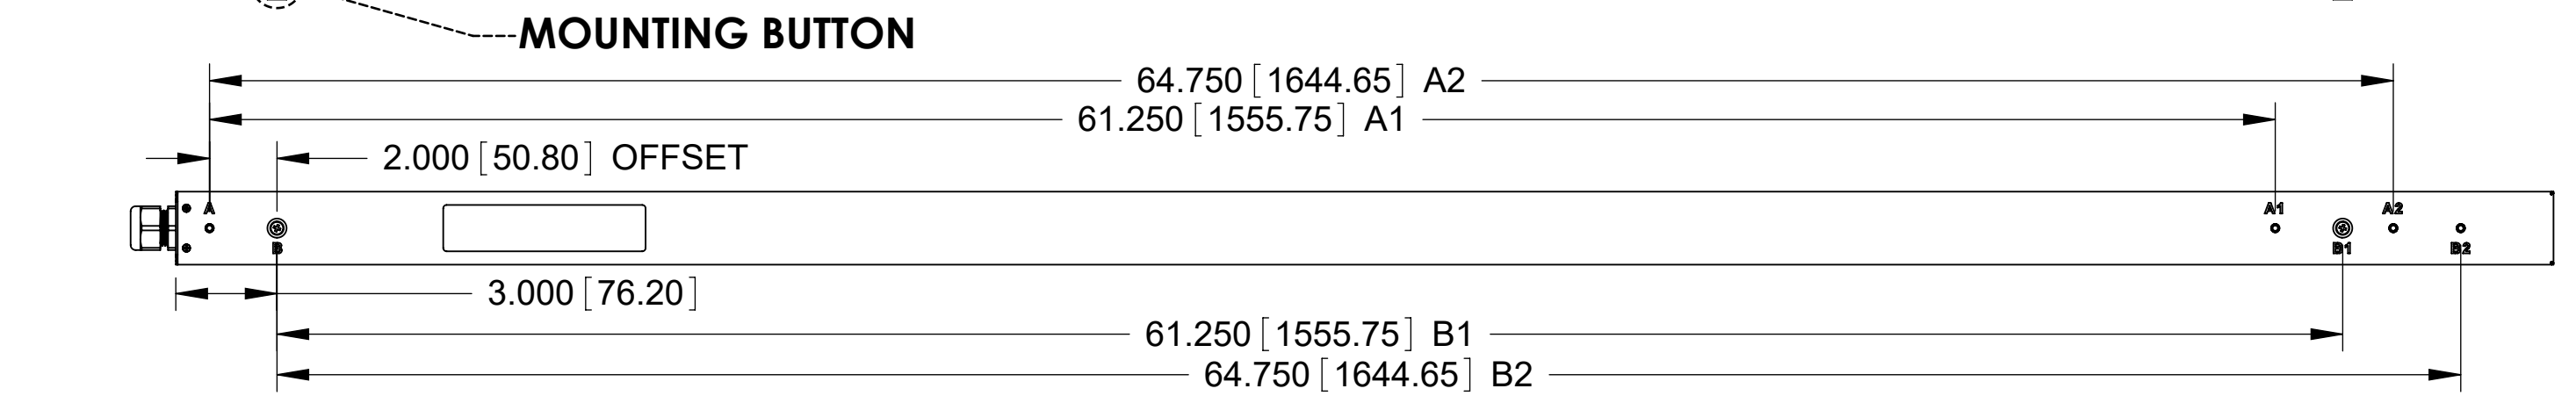 MOUNTING BUTTON
64.750 [1644.65] A2
61.250 [1555.75] A1
2.000 [50.80] OFFSET
A
A1
A2
B
B1
B2
3.000 [76.20]
61.250 [1555.75] B1
64.750 [1644.65] B2